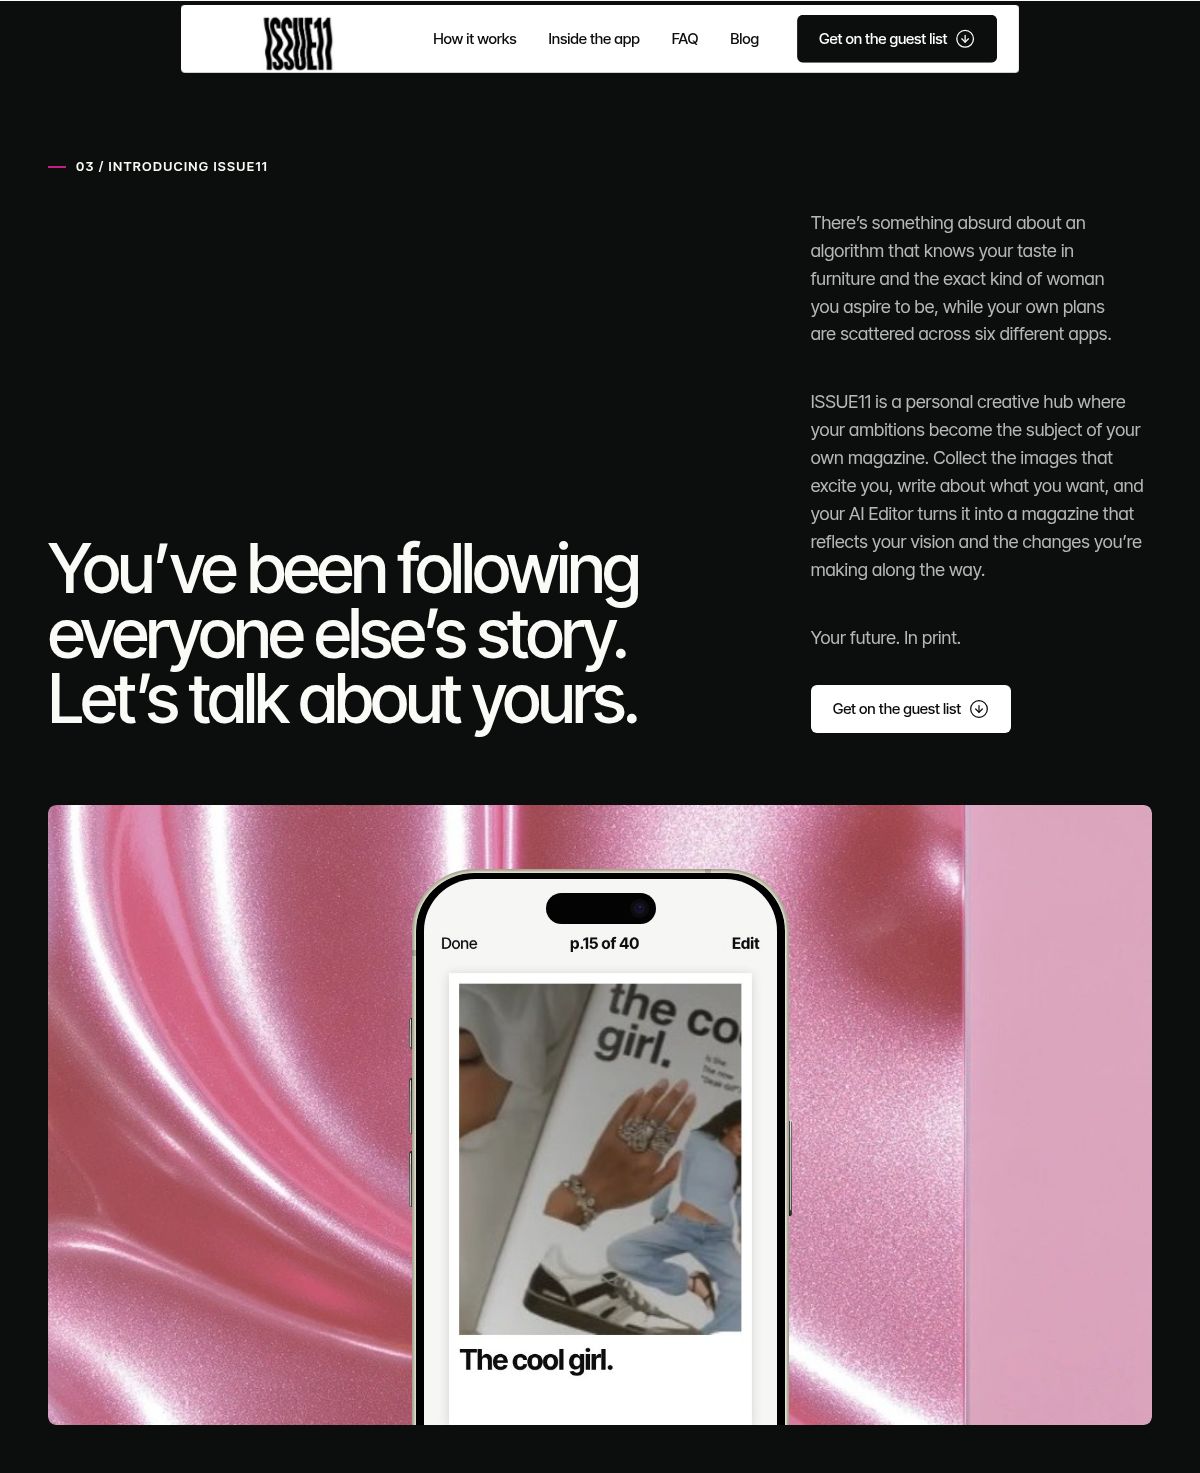 ISSUE11
How it works
Inside the app
FAQ
Blog
Get on the guest list
03 / INTRODUCING ISSUE11
There’s something absurd about an
algorithm that knows your taste in
furniture and the exact kind of woman
you aspire to be, while your own plans
are scattered across six different apps.
ISSUE11 is a personal creative hub where
your ambitions become the subject of your
own magazine. Collect the images that
excite you, write about what you want, and
your AI Editor turns it into a magazine that
reflects your vision and the changes you’re
making along the way.
Your future. In print.
Get on the guest list
You’ve been following
everyone else’s story.
Let’s talk about yours.
Done
p.15 of 40
Edit
the co
girl.
is the
the new
The cool girl.